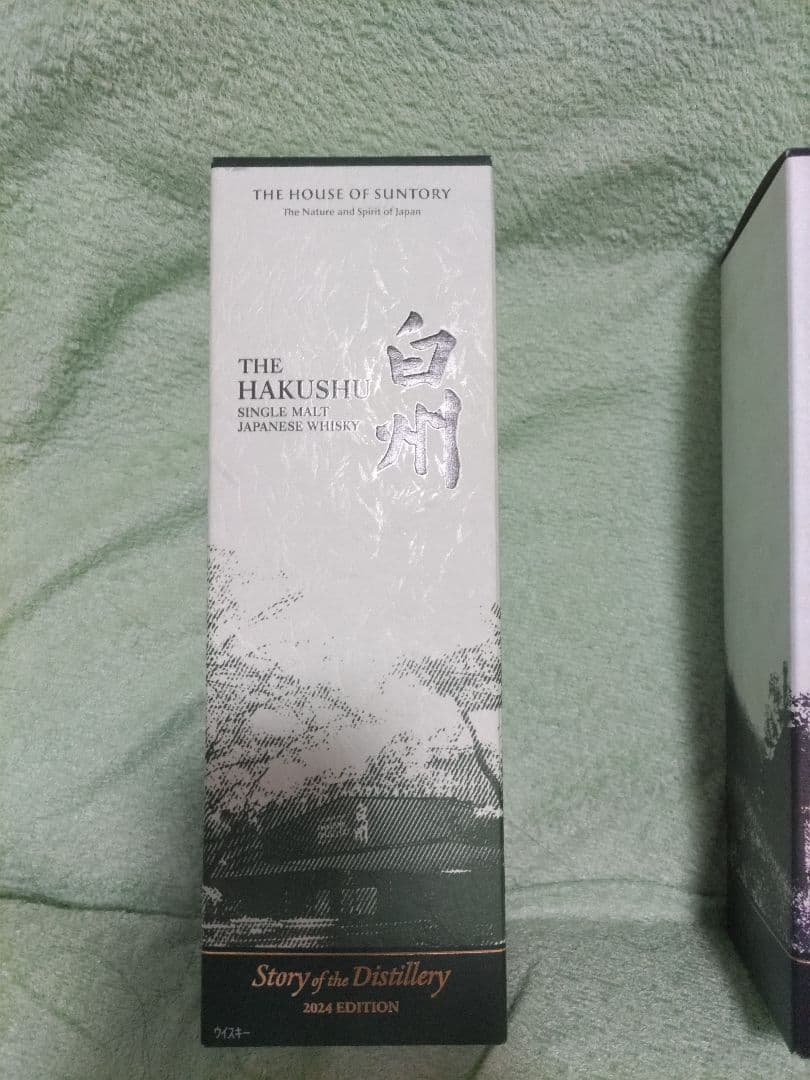 THE HOUSE OF SUNTORY
The Nature and Spirit of Japan
白州
THE
HAKUSHU
SINGLE MALT
JAPANESE WHISKY
Story of the Distillery
2024 EDITION
ウイスキー